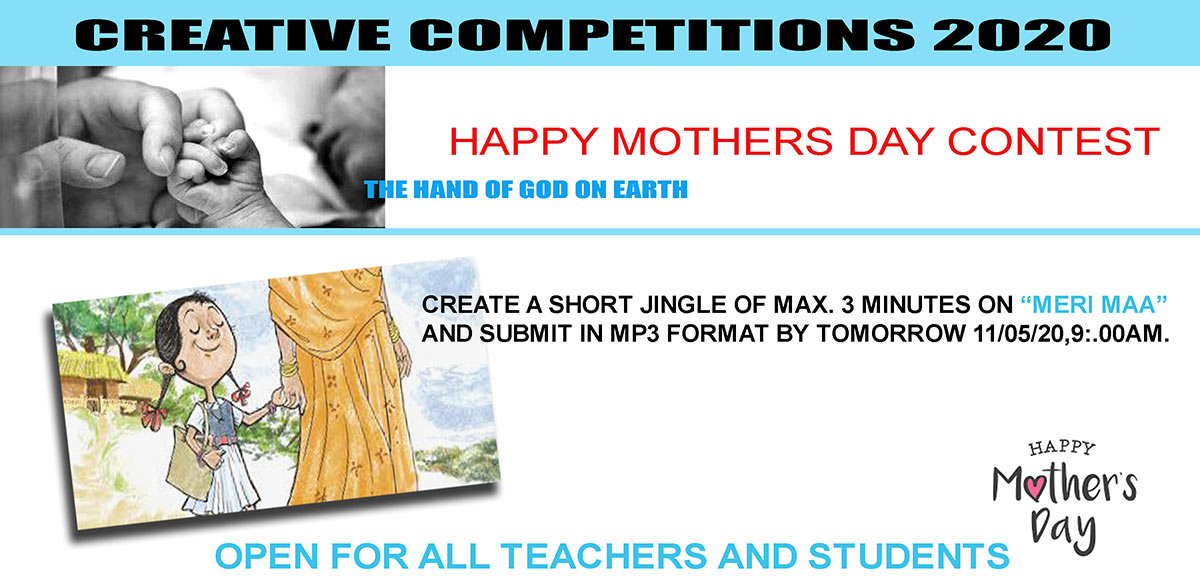 CREATIVE COMPETITIONS 2020
HAPPY MOTHERS DAY CONTEST
THE HAND OF GOD ON EARTH
CREATE A SHORT JINGLE OF MAX. 3 MINUTES ON “MERI MAA”
AND SUBMIT IN MP3 FORMAT BY TOMORROW 11/05/20,9:.00AM.
HAPPY
Mother's
Day
OPEN FOR ALL TEACHERS AND STUDENTS